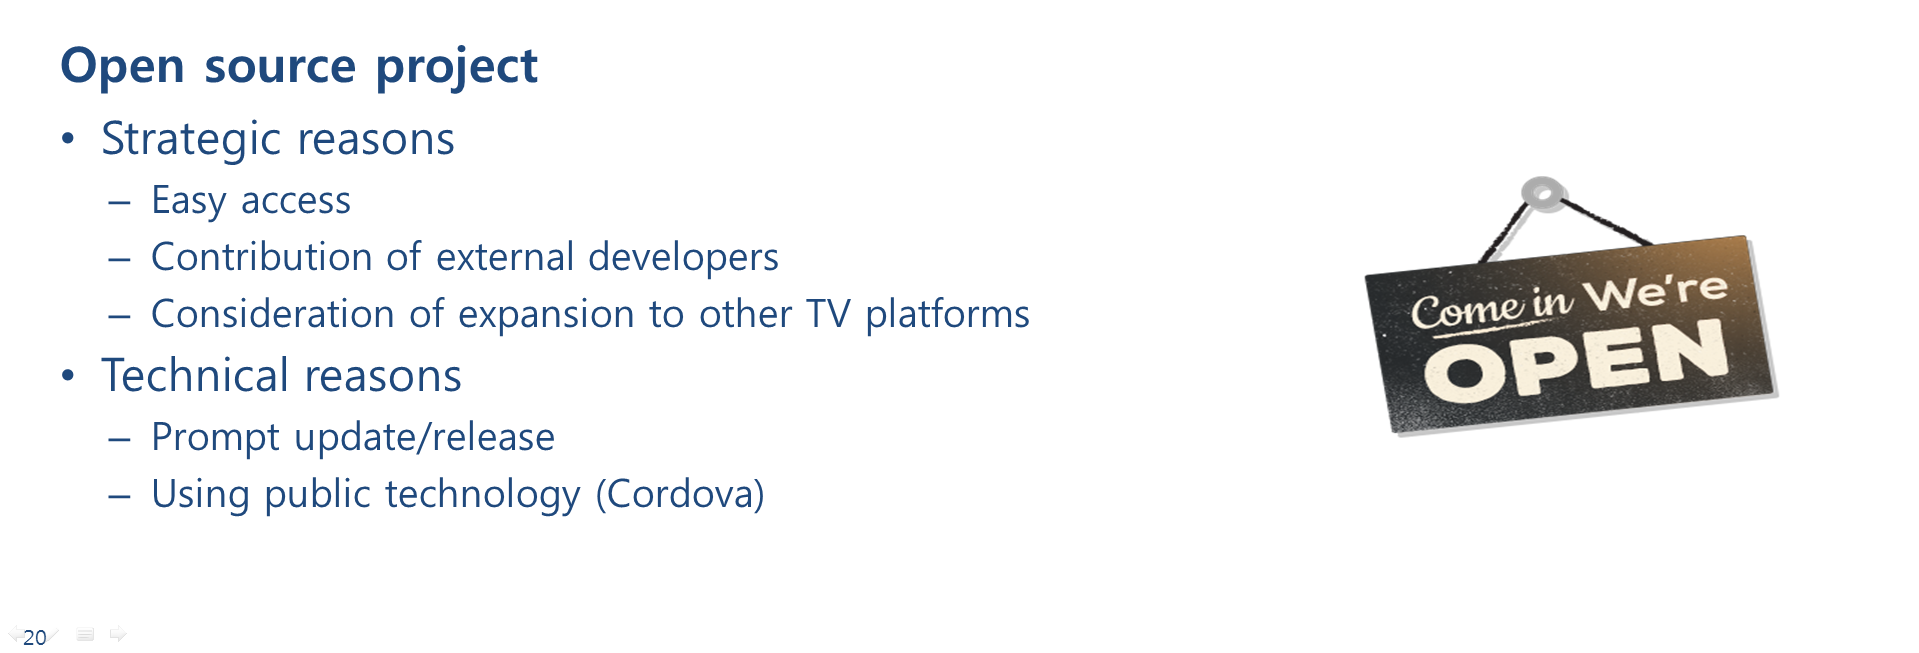 Open source project
• Strategic reasons
– Easy access
– Contribution of external developers
– Consideration of expansion to other TV platforms
• Technical reasons
– Prompt update/release
– Using public technology (Cordova)
Come in We're
OPEN
20